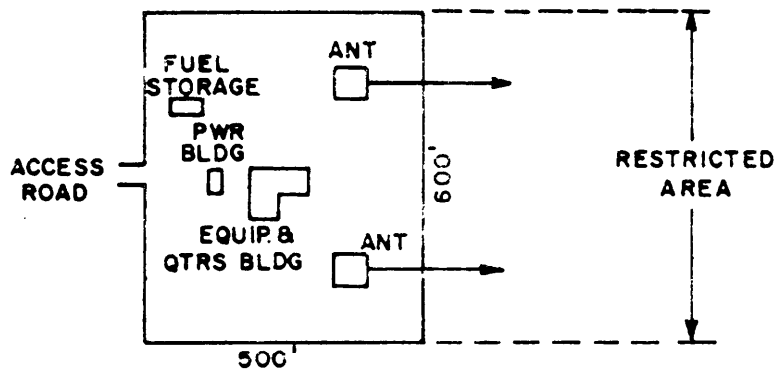 ANT
FUEL
STORAGE
PWR
BLDG
ACCESS
ROAD
600'
RESTRICTED
AREA
EQUIP. &
QTRS BLDG
ANT
500'